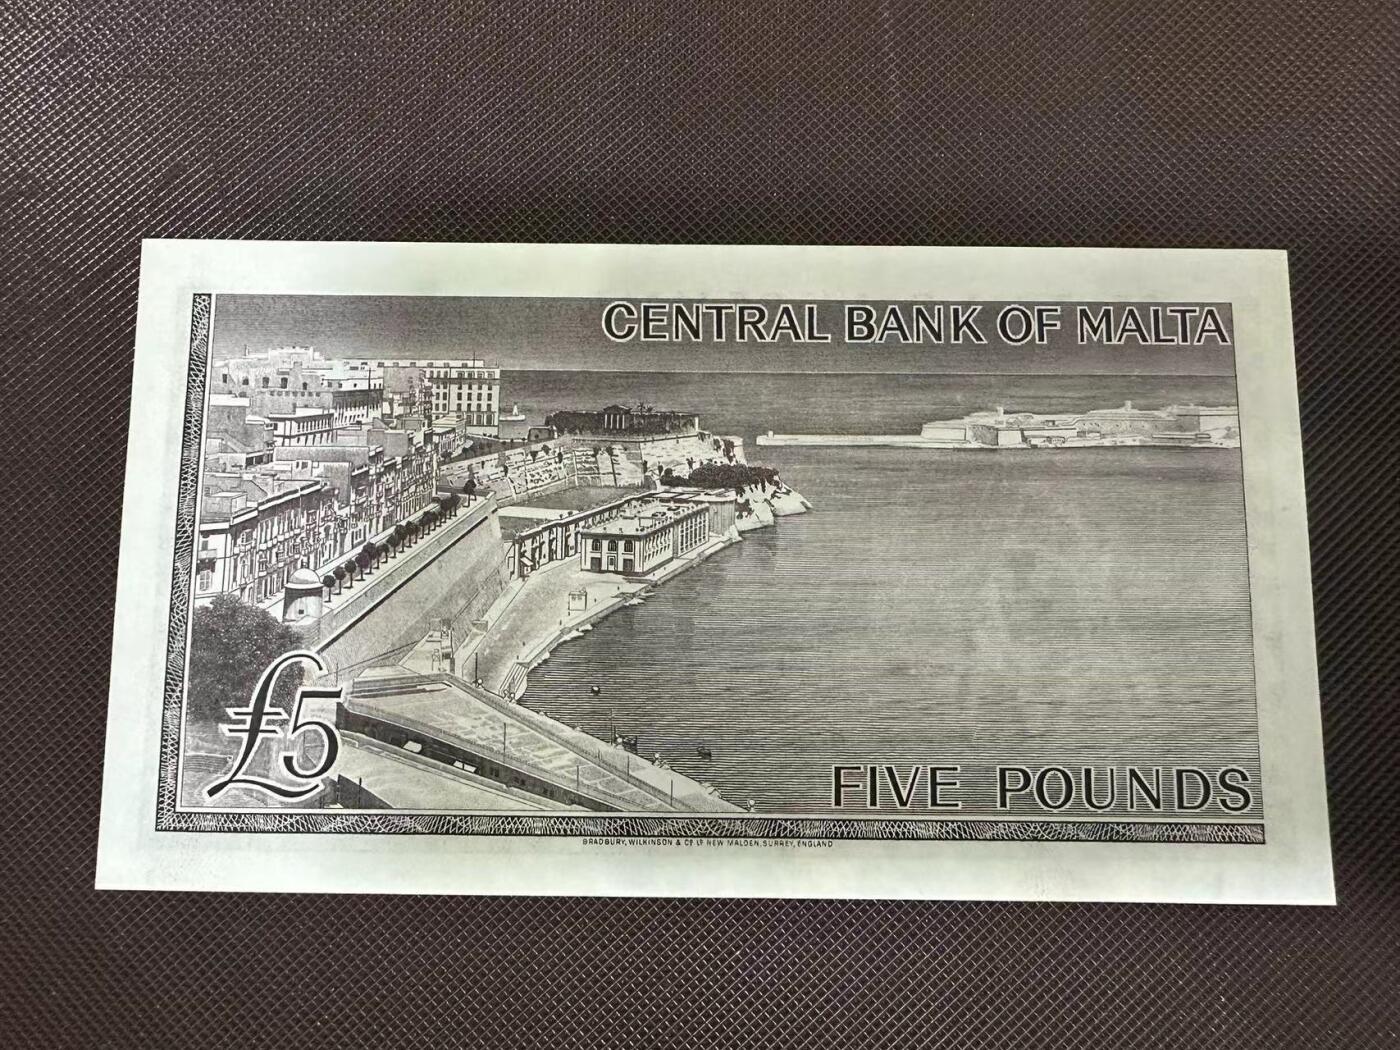 CENTRAL BANK OF MALTA
£5
FIVE POUNDS
BRADBURY, WILKINSON & Cº Lᴰ NEW MALDEN, SURREY, ENGLAND